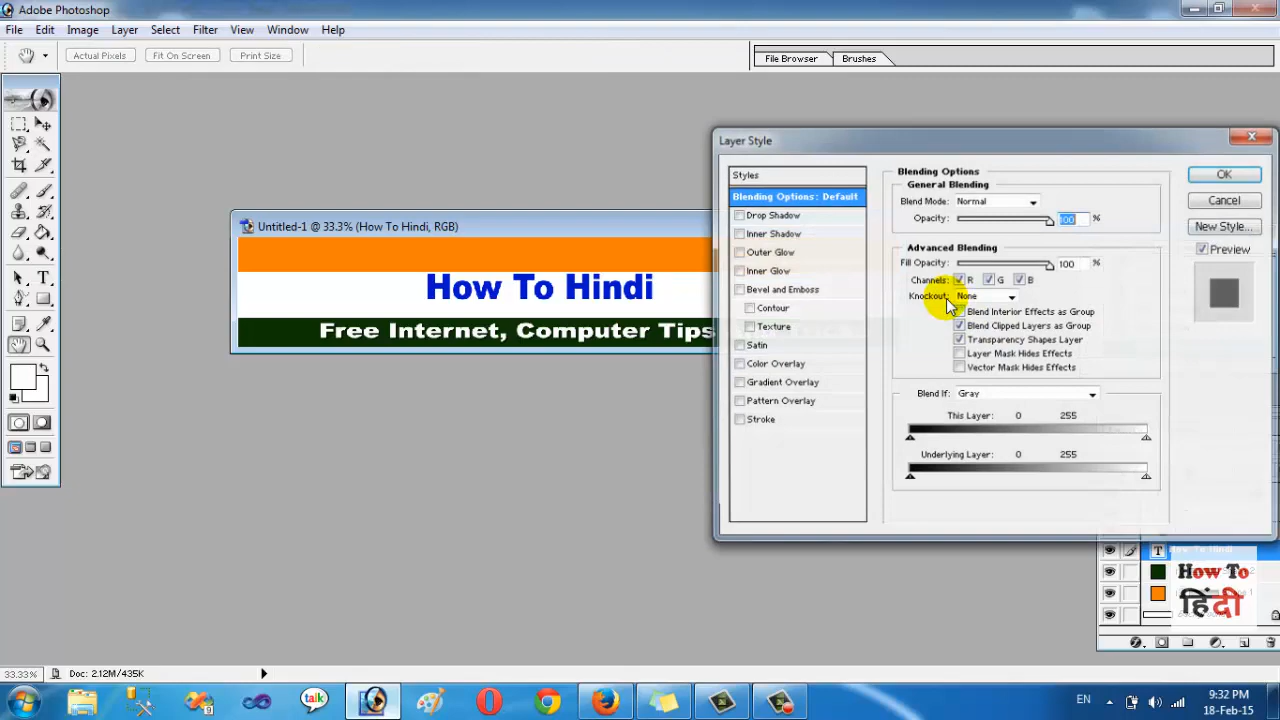 Adobe Photoshop
File Edit Image Layer Select Filter View Window Help
Actual Pixels Fit On Screen Print Size File Browser Brushes
Layer Style
Styles
Blending Options: Default
Drop Shadow
Inner Shadow
Outer Glow
Inner Glow
Bevel and Emboss
Contour
Texture
Satin
Color Overlay
Gradient Overlay
Pattern Overlay
Stroke
Blending Options
General Blending
Blend Mode: Normal
Opacity: 100 %
Advanced Blending
Fill Opacity: 100 %
Channels: R G B
Knockout: None
Blend Interior Effects as Group
Blend Clipped Layers as Group
Transparency Shapes Layer
Layer Mask Hides Effects
Vector Mask Hides Effects
Blend If: Gray
This Layer: 0 255
Underlying Layer: 0 255
OK
Cancel
New Style...
Preview
Untitled-1 @ 33.3% (How To Hindi, RGB)
How To Hindi
Free Internet, Computer Tips
T How To Hindi
How To
हिंदी
33.33% Doc: 2.12M/435K
talk
EN
9:32 PM
18-Feb-15